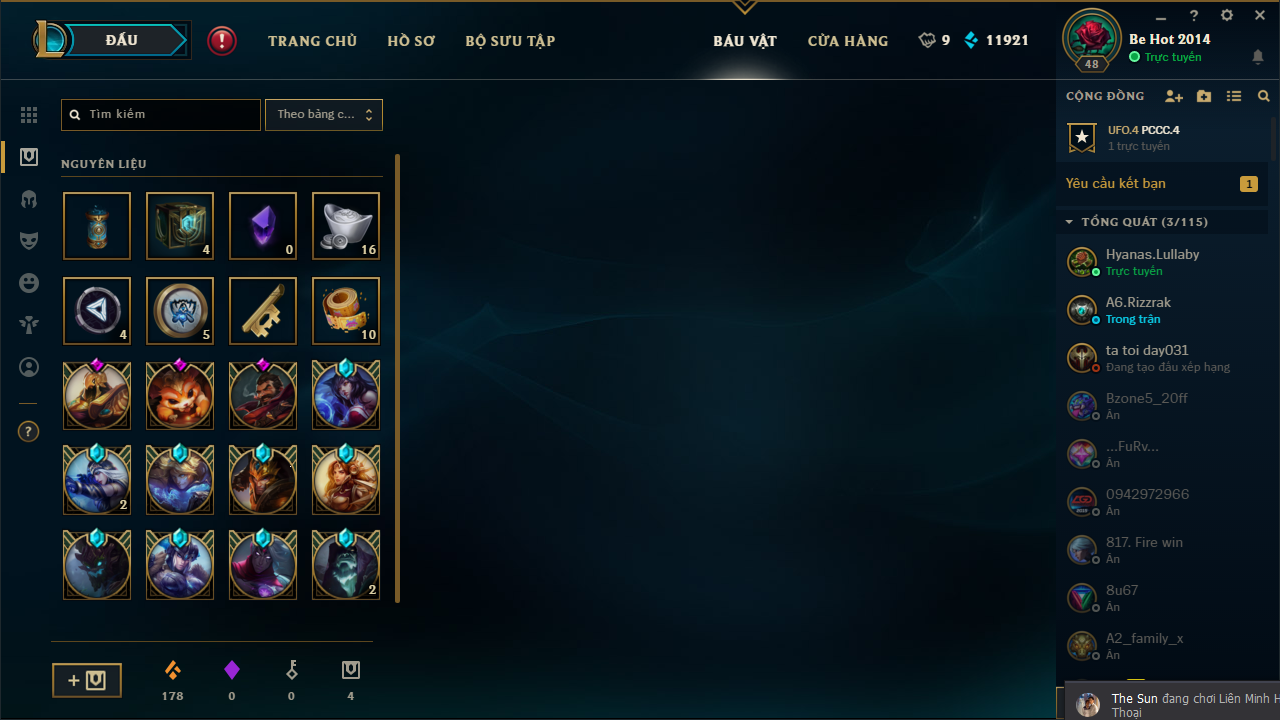 ĐẤU
TRANG CHỦ
HỒ SƠ
BỘ SƯU TẬP
BÁU VẬT
CỬA HÀNG
9
11921
48
Be Hot 2014
Trực tuyến
Tìm kiếm
Theo bảng c...
NGUYÊN LIỆU
4
0
16
4
5
10
2
2
178
0
0
4
CỘNG ĐỒNG
UFO.4 PCCC.4
1 trực tuyến
Yêu cầu kết bạn
1
TỔNG QUÁT (3/115)
Hyanas.Lullaby
Trực tuyến
A6.Rizzrak
Trong trận
ta toi day031
Đang tạo đấu xếp hạng
Bzone5_20ff
Ẩn
...FuRv...
Ẩn
0942972966
Ẩn
817. Fire win
Ẩn
8u67
Ẩn
A2_family_x
Ẩn
The Sun đang chơi Liên Minh H
Thoại